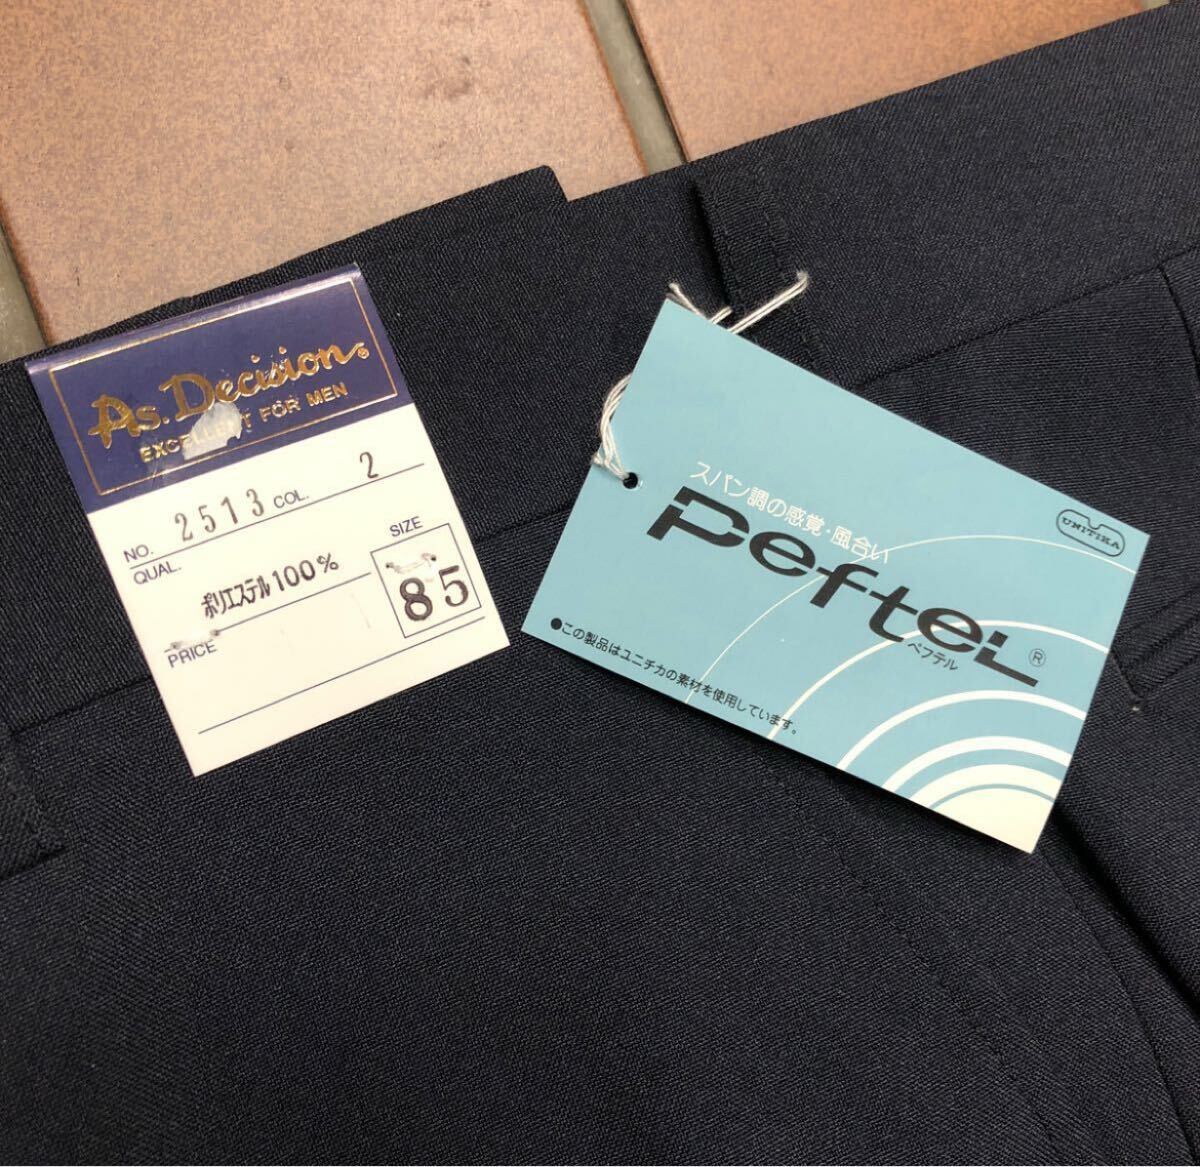 As. Decision®
EXCELLENT FOR MEN
NO. 2513 COL. 2
QUAL.
SIZE
ポリエステル100%
85
PRICE
UNITIKA
スパン調の感覚・風合い
Peftel®
ペフテル
●この製品はユニチカの素材を使用しています。